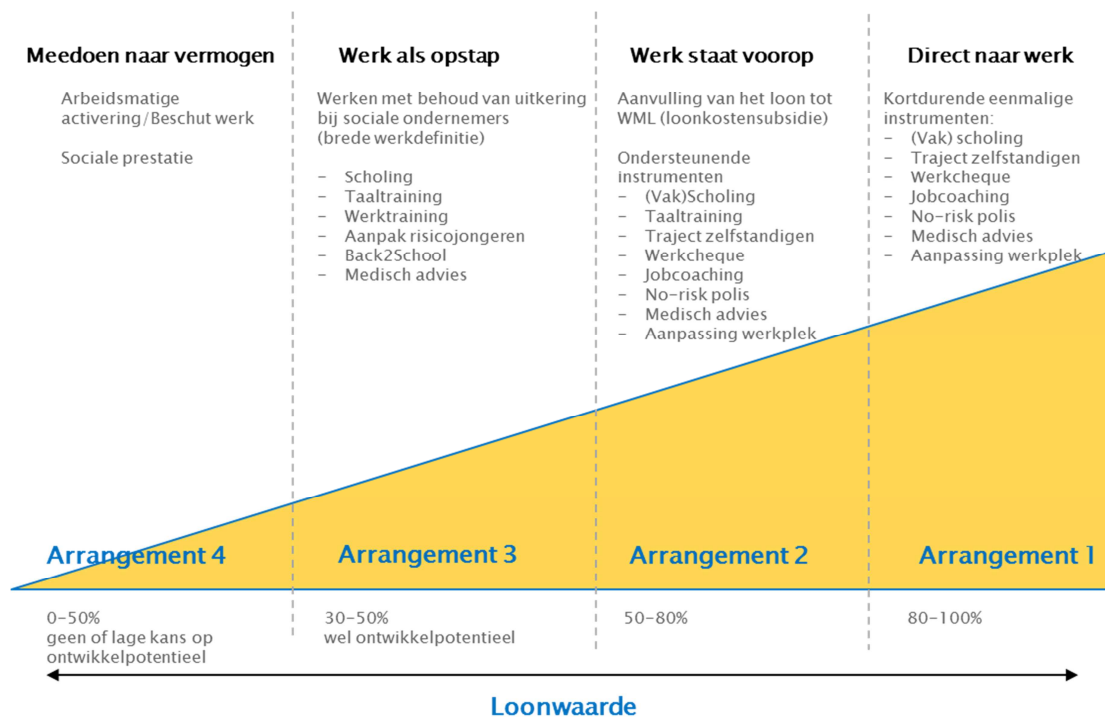 Meedoen naar vermogen
Arbeidsmatige
activering/Beschut werk
Sociale prestatie
Werk als opstap
Werken met behoud van uitkering
bij sociale ondernemers
(brede werkdefinitie)
- Scholing
- Taaltraining
- Werktraining
- Aanpak risicojongeren
- Back2School
- Medisch advies
Werk staat voorop
Aanvulling van het loon tot
WML (loonkostensubsidie)
Ondersteunende
instrumenten
- (Vak)Scholing
- Taaltraining
- Traject zelfstandigen
- Werkcheque
- Jobcoaching
- No-risk polis
- Medisch advies
- Aanpassing werkplek
Direct naar werk
Kortdurende eenmalige
instrumenten:
- (Vak) scholing
- Traject zelfstandigen
- Werkcheque
- Jobcoaching
- No-risk polis
- Medisch advies
- Aanpassing werkplek
Arrangement 4
Arrangement 3
Arrangement 2
Arrangement 1
0-50%
geen of lage kans op
ontwikkelpotentieel
30-50%
wel ontwikkelpotentieel
50-80%
80-100%
Loonwaarde